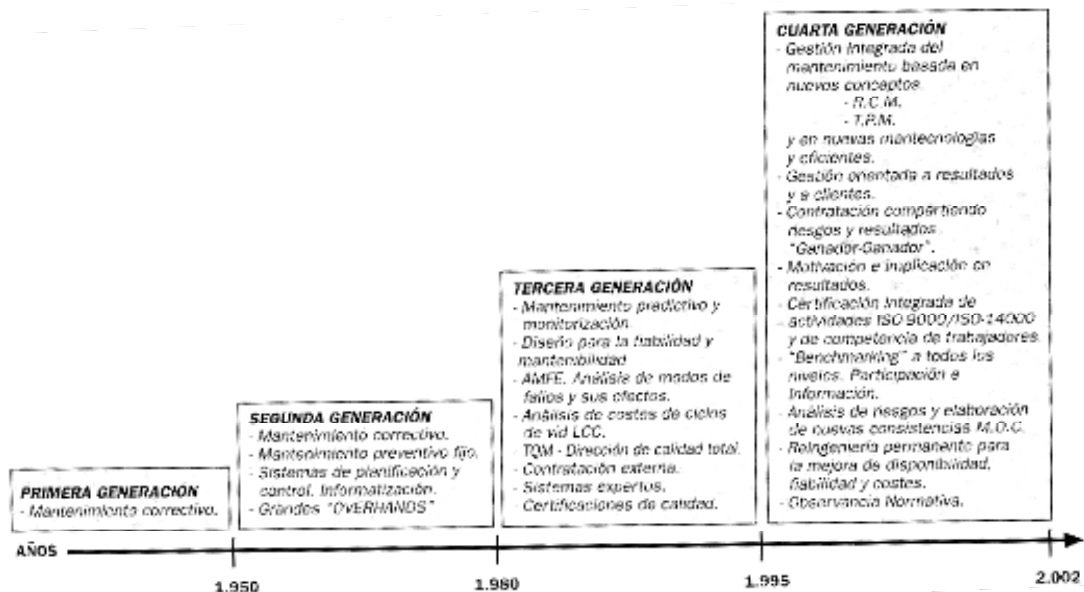 PRIMERA GENERACIÓN
- Mantenimiento correctivo.
SEGUNDA GENERACIÓN
- Mantenimiento correctivo.
- Mantenimiento preventivo fijo.
- Sistemas de planificación y
control. Informatización.
- Grandes "OVERHANDS"
TERCERA GENERACIÓN
- Mantenimiento predictivo y
monitorización.
- Diseño para la fiabilidad y
mantenibilidad
- AMFE. Análisis de modos de
fallos y sus efectos.
- Análisis de costes de ciclos
de vid LCC.
TQM - Dirección de calidad total.
- Contratación externa.
- Sistemas expertos.
- Certificaciones de calidad.
CUARTA GENERACIÓN
- Gestión Integrada del
mantenimiento basada en
nuevos conceptos.
- R.C.M.
- T.P.M.
y en nuevas mantecnologías
y eficientes.
- Gestión orientada a resultados
y a clientes.
- Contratación compartiendo
riesgos y resultados
"Ganador-Ganador".
- Motivación e implicación en
resultados.
- Certificación Integrada de
- actividades ISO-9000/ISO-14000
y de competencia de trabajadores.
- "Benchmarking" a todos los
niveles. Participación e
Información.
- Análisis de riesgos y elaboración
de nuevas consistencias M.O.C.
- Reingeniería permanente para
la mejora de disponibilidad,
fiabilidad y costes.
- Observancia Normativa.
AÑOS
1.950
1.980
1.995
2.002